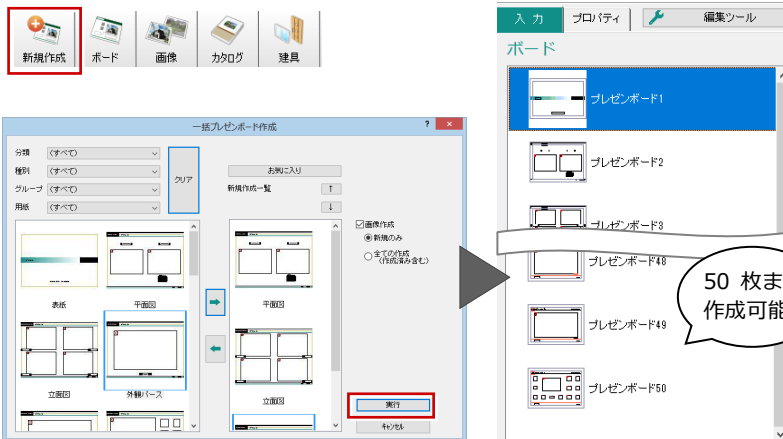 新規作成
ボード
画像
カタログ
建具
一括プレゼンボード作成
?
×
分類
(すべて)
種別
(すべて)
グループ
(すべて)
用紙
(すべて)
クリア
お気に入り
新規作成一覧
↑
↓
表紙
平面図
立面図
外観パース
平面図
立面図
画像作成
新規のみ
全ての作成
(作成済み含む)
実行
キャンセル
入 力
プロパティ
編集ツール
ボード
プレゼンボード1
プレゼンボード2
プレゼンボード3
プレゼンボード48
プレゼンボード49
プレゼンボード50
50 枚ま
作成可能